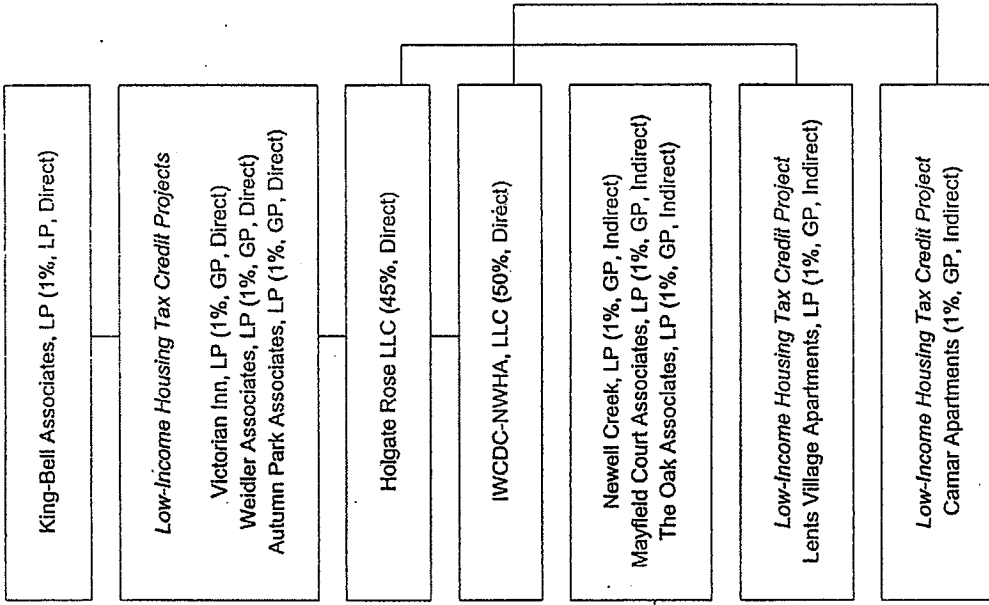 King-Bell Associates, LP (1%, LP, Direct)
Low-Income Housing Tax Credit Projects
Victorian Inn, LP (1%, GP, Direct)
Weidler Associates, LP (1%, GP, Direct)
Autumn Park Associates, LP (1%, GP, Direct)
Holgate Rose LLC (45%, Direct)
IWCDC-NWHA, LLC (50%, Direct)
Newell Creek, LP (1%, GP, Indirect)
Mayfield Court Associates, LP (1%, GP, Indirect)
The Oak Associates, LP (1%, GP, Indirect)
Low-Income Housing Tax Credit Project
Lents Village Apartments, LP (1%, GP, Indirect)
Low-Income Housing Tax Credit Project
Camar Apartments (1%, GP, Indirect)